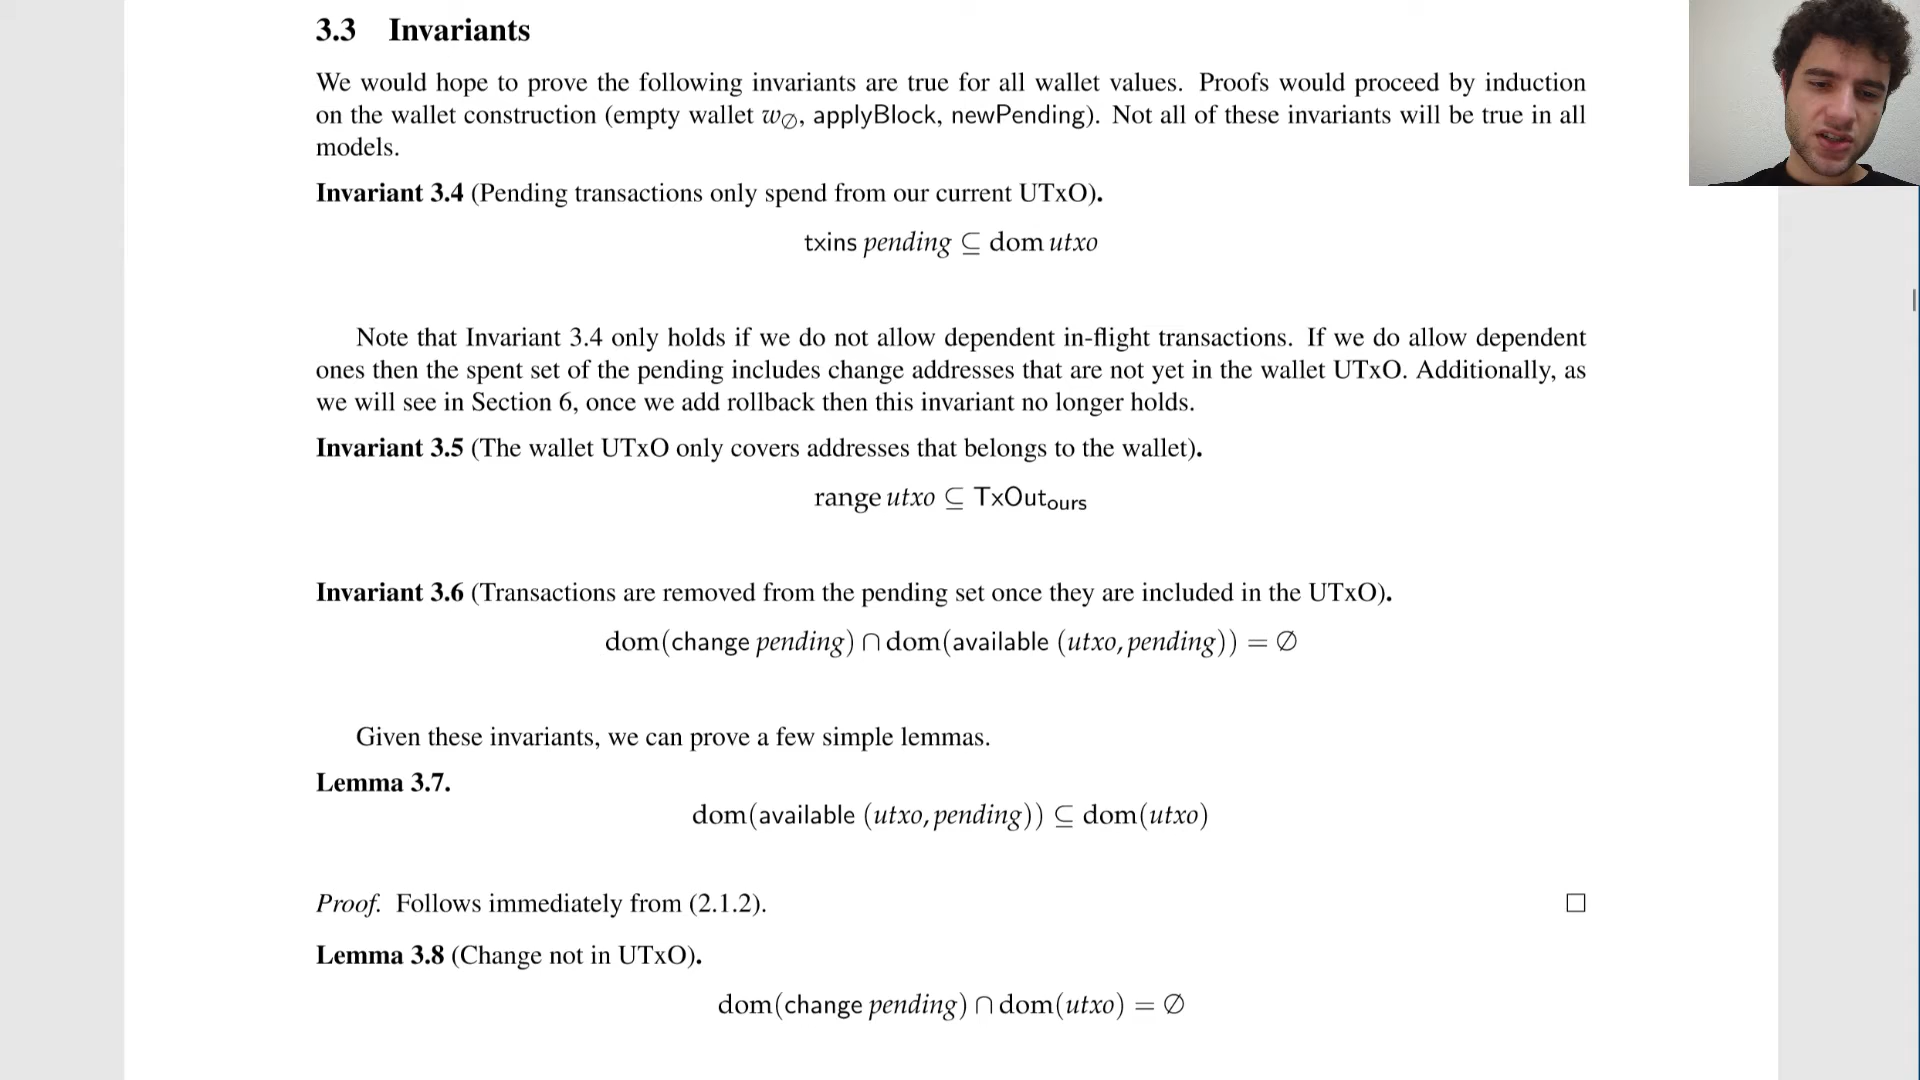 3.3 Invariants
We would hope to prove the following invariants are true for all wallet values. Proofs would proceed by induction
on the wallet construction (empty wallet w∅, applyBlock, newPending). Not all of these invariants will be true in all
models.
Invariant 3.4 (Pending transactions only spend from our current UTxO).
txins pending ⊆ dom utxo
Note that Invariant 3.4 only holds if we do not allow dependent in-flight transactions. If we do allow dependent
ones then the spent set of the pending includes change addresses that are not yet in the wallet UTxO. Additionally, as
we will see in Section 6, once we add rollback then this invariant no longer holds.
Invariant 3.5 (The wallet UTxO only covers addresses that belongs to the wallet).
range utxo ⊆ TxOutours
Invariant 3.6 (Transactions are removed from the pending set once they are included in the UTxO).
dom(change pending) ∩ dom(available (utxo, pending)) = ∅
Given these invariants, we can prove a few simple lemmas.
Lemma 3.7.
dom(available (utxo, pending)) ⊆ dom(utxo)
Proof. Follows immediately from (2.1.2). □
Lemma 3.8 (Change not in UTxO).
dom(change pending) ∩ dom(utxo) = ∅